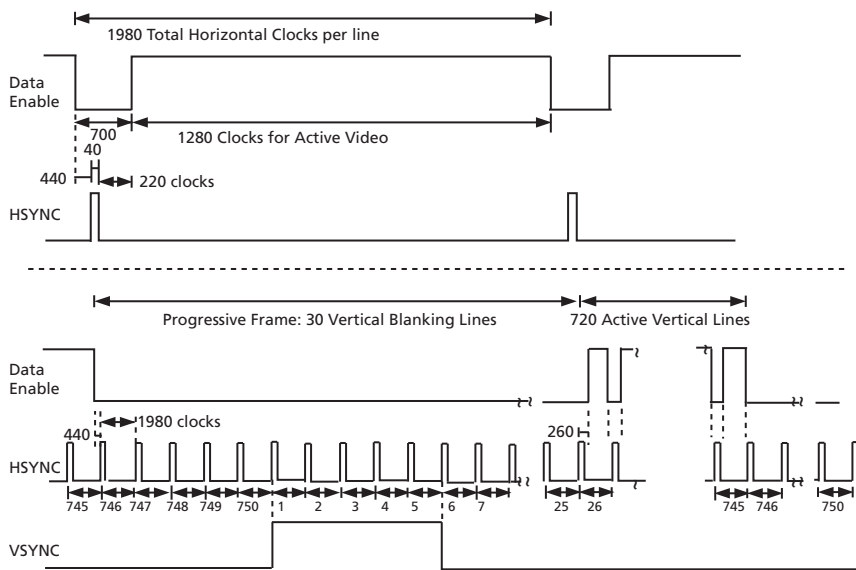 1980 Total Horizontal Clocks per line
Data
Enable
700
1280 Clocks for Active Video
40
440
220 clocks
HSYNC
Progressive Frame: 30 Vertical Blanking Lines
720 Active Vertical Lines
Data
Enable
1980 clocks
440
260
HSYNC
745 746 747 748 749 750 1 2 3 4 5 6 7 25 26 745 746 750
VSYNC